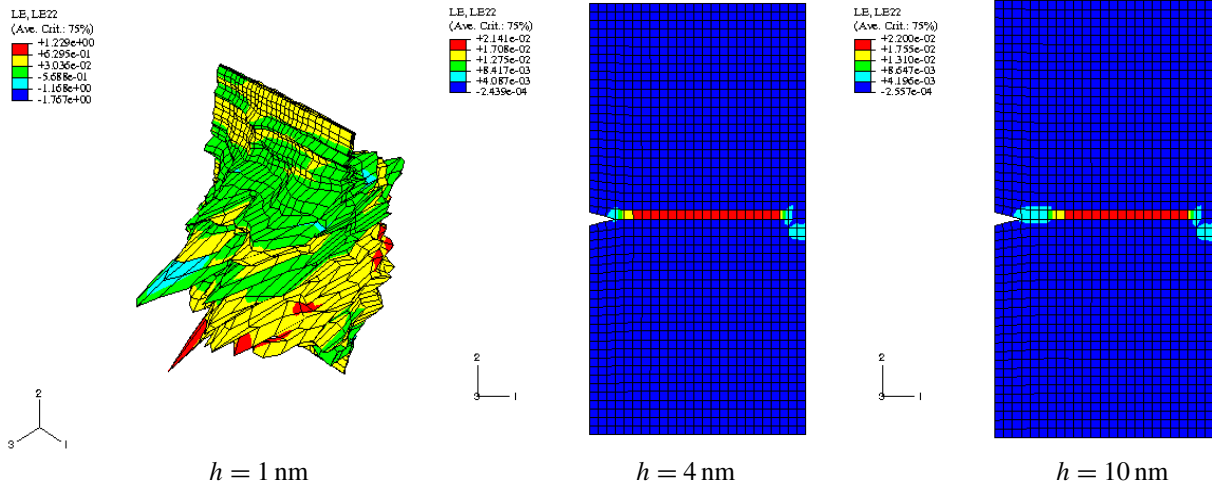 LE, LE22
(Ave. Crit.: 75%)
+1.229e+00
+6.295e-01
+3.036e-02
-5.688e-01
-1.168e+00
-1.767e+00
2
3
1
h = 1 nm
LE, LE22
(Ave. Crit.: 75%)
+2.141e-02
+1.708e-02
+1.275e-02
+8.417e-03
+4.087e-03
-2.439e-04
2
3
1
h = 4 nm
LE, LE22
(Ave. Crit.: 75%)
+2.200e-02
+1.755e-02
+1.310e-02
+8.647e-03
+4.196e-03
-2.557e-04
2
3
1
h = 10 nm